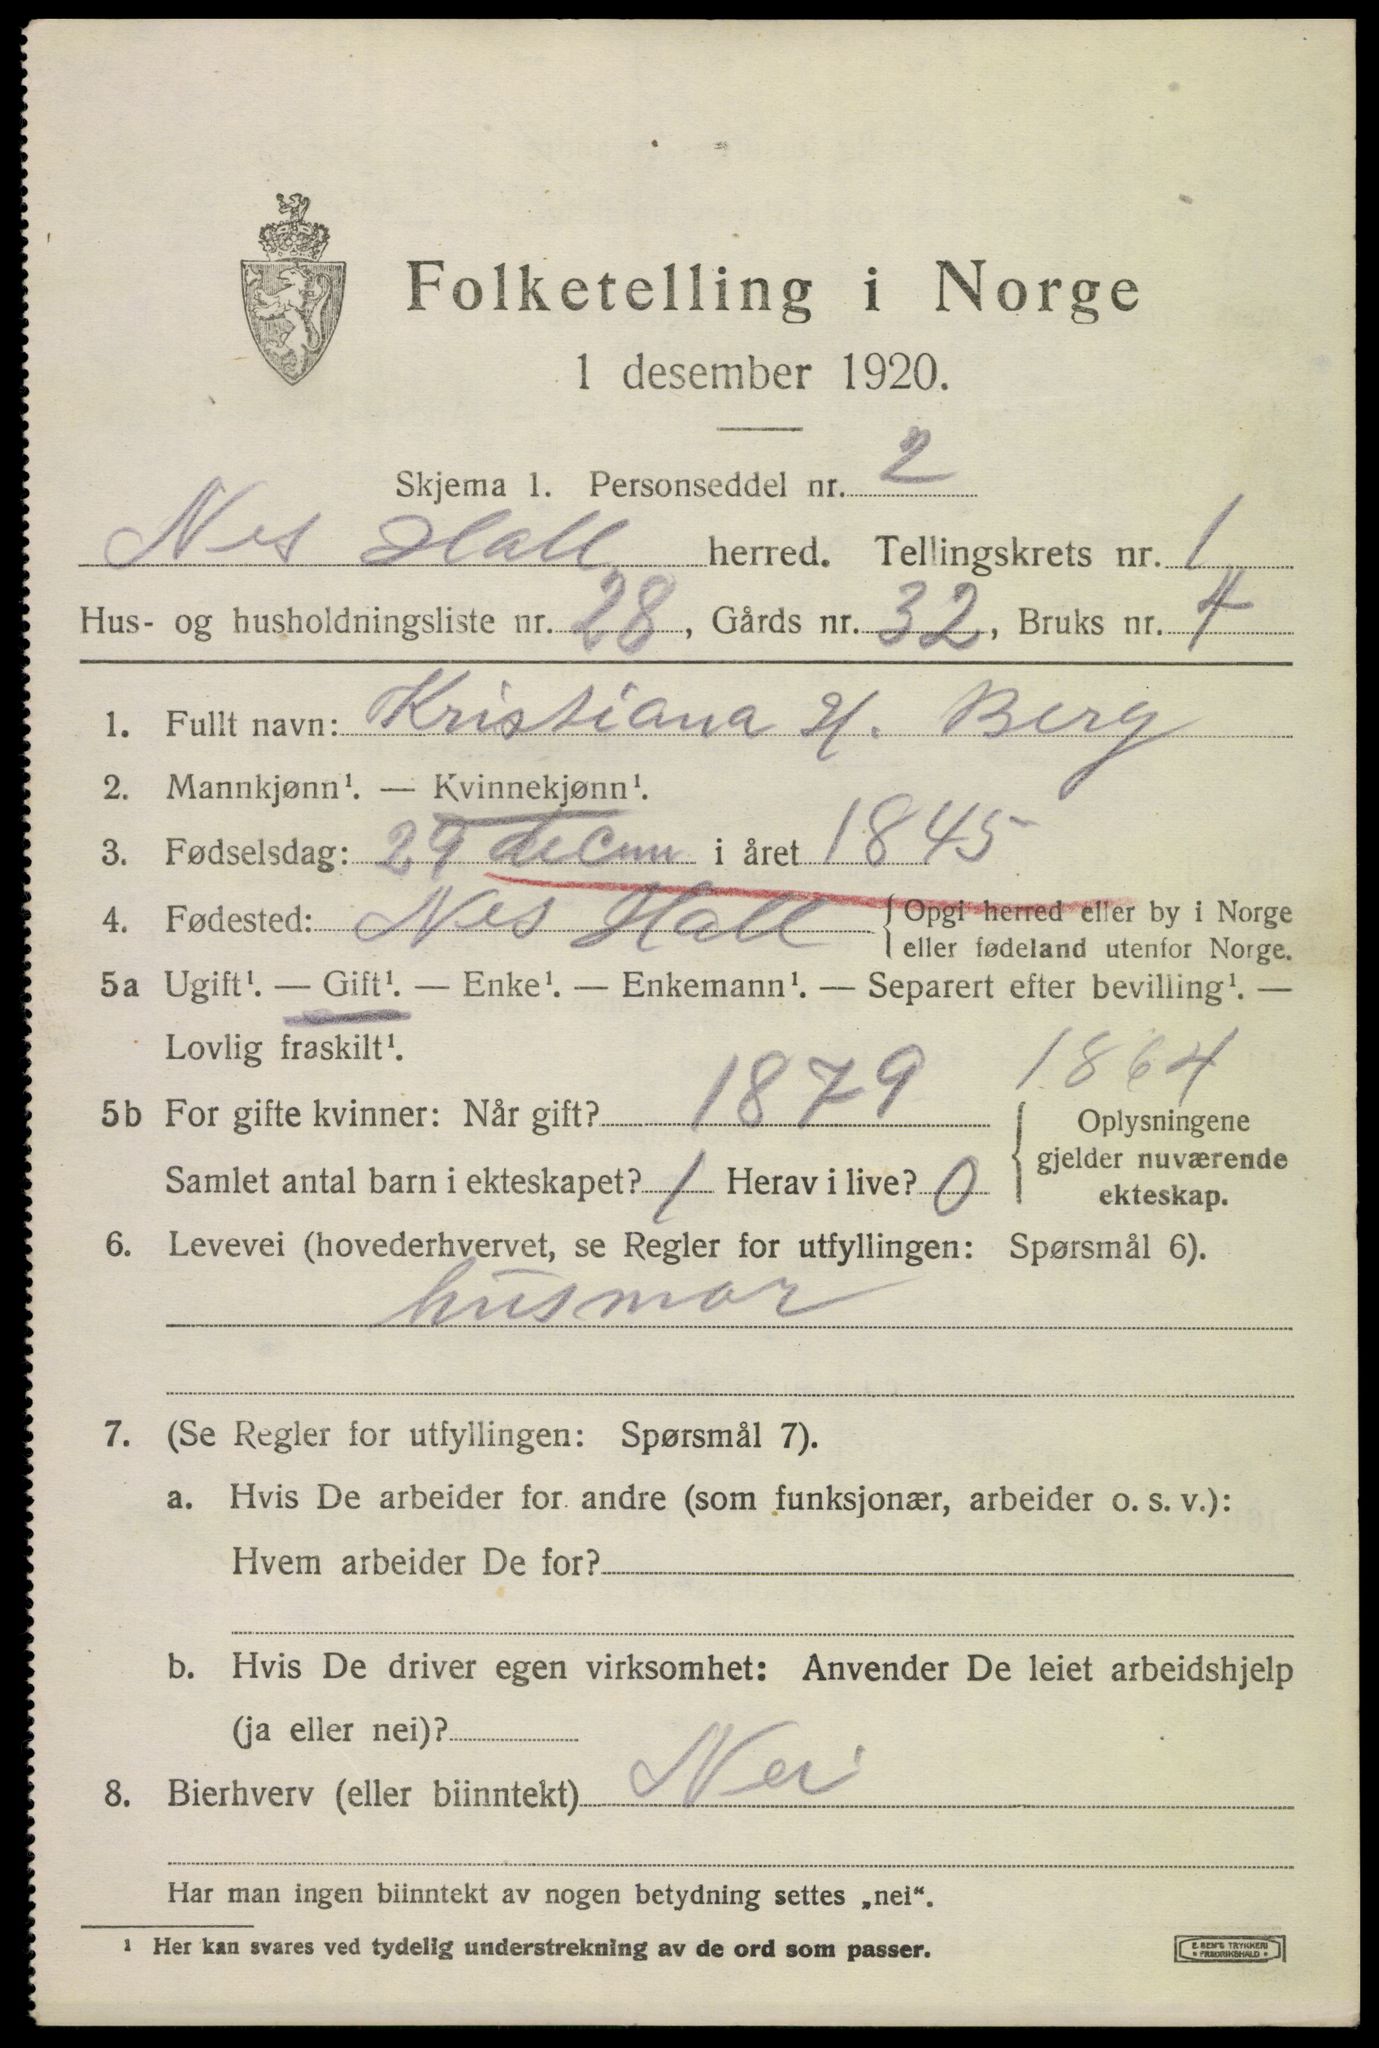 Folketelling i Norge
1 desember 1920.
Skjema 1. Personseddel nr. 2
Nes Hall herred. Tellingskrets nr. 1
Hus- og husholdningsliste nr. 28, Gårds nr. 32, Bruks nr. 4
1. Fullt navn: Kristiana H. Berg
2. Mannkjønn¹. — Kvinnekjønn¹.
3. Fødselsdag: 29 decem i året 1845
4. Fødested: Nes Hall {Opgi herred eller by i Norge
eller fødeland utenfor Norge.
5a Ugift¹. — Gift¹. — Enke¹. — Enkemann¹. — Separert efter bevilling¹. —
Lovlig fraskilt¹.
1864
5b For gifte kvinner: Når gift? 1879 { Oplysningene
gjelder nuværende
Samlet antal barn i ekteskapet? 1 Herav i live? 0 ekteskap.
6. Levevei (hovederhvervet, se Regler for utfyllingen: Spørsmål 6).
husmor
7. (Se Regler for utfyllingen: Spørsmål 7).
a. Hvis De arbeider for andre (som funksjonær, arbeider o. s. v.):
Hvem arbeider De for?
b. Hvis De driver egen virksomhet: Anvender De leiet arbeidshjelp
(ja eller nei)?
8. Bierhverv (eller biinntekt) Nei
Har man ingen biinntekt av nogen betydning settes „nei“.
¹ Her kan svares ved tydelig understrekning av de ord som passer.
E. SEM'S TRYKKERI
FREDRIKSHALD